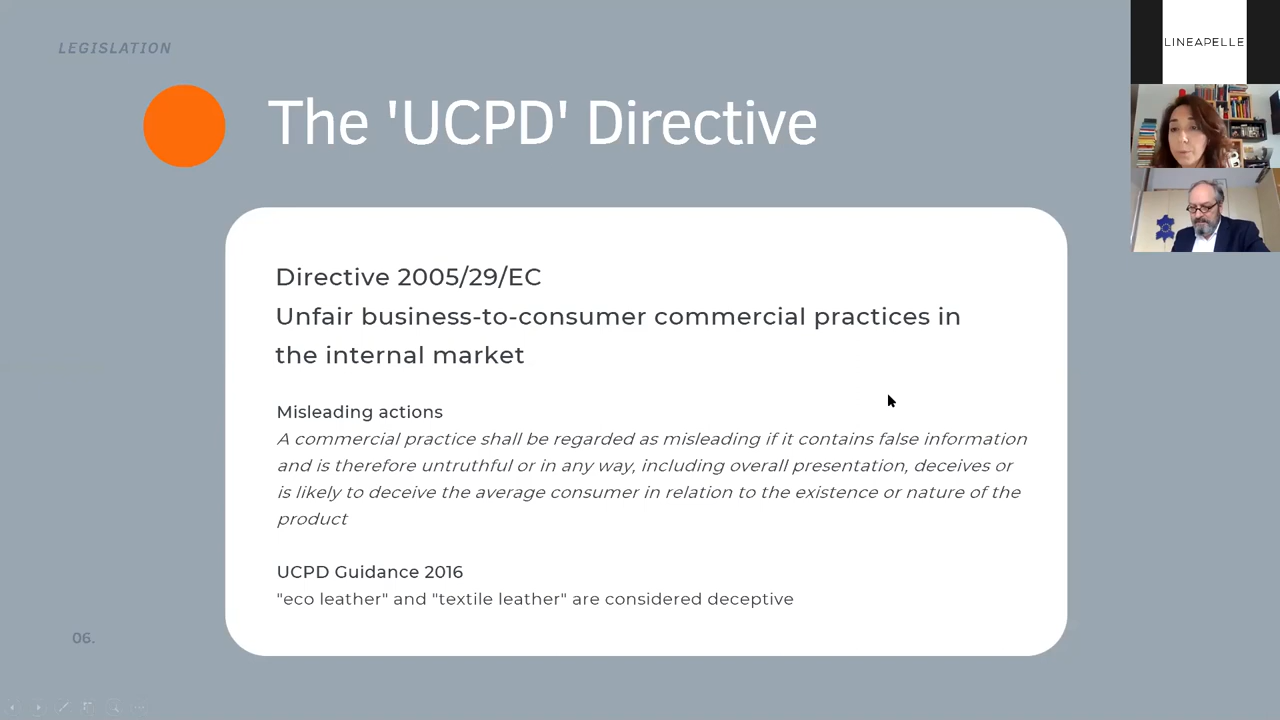 LEGISLATION
The 'UCPD' Directive
LINEAPELLE
Directive 2005/29/EC
Unfair business-to-consumer commercial practices in
the internal market
Misleading actions
A commercial practice shall be regarded as misleading if it contains false information
and is therefore untruthful or in any way, including overall presentation, deceives or
is likely to deceive the average consumer in relation to the existence or nature of the
product
UCPD Guidance 2016
"eco leather" and "textile leather" are considered deceptive
06.